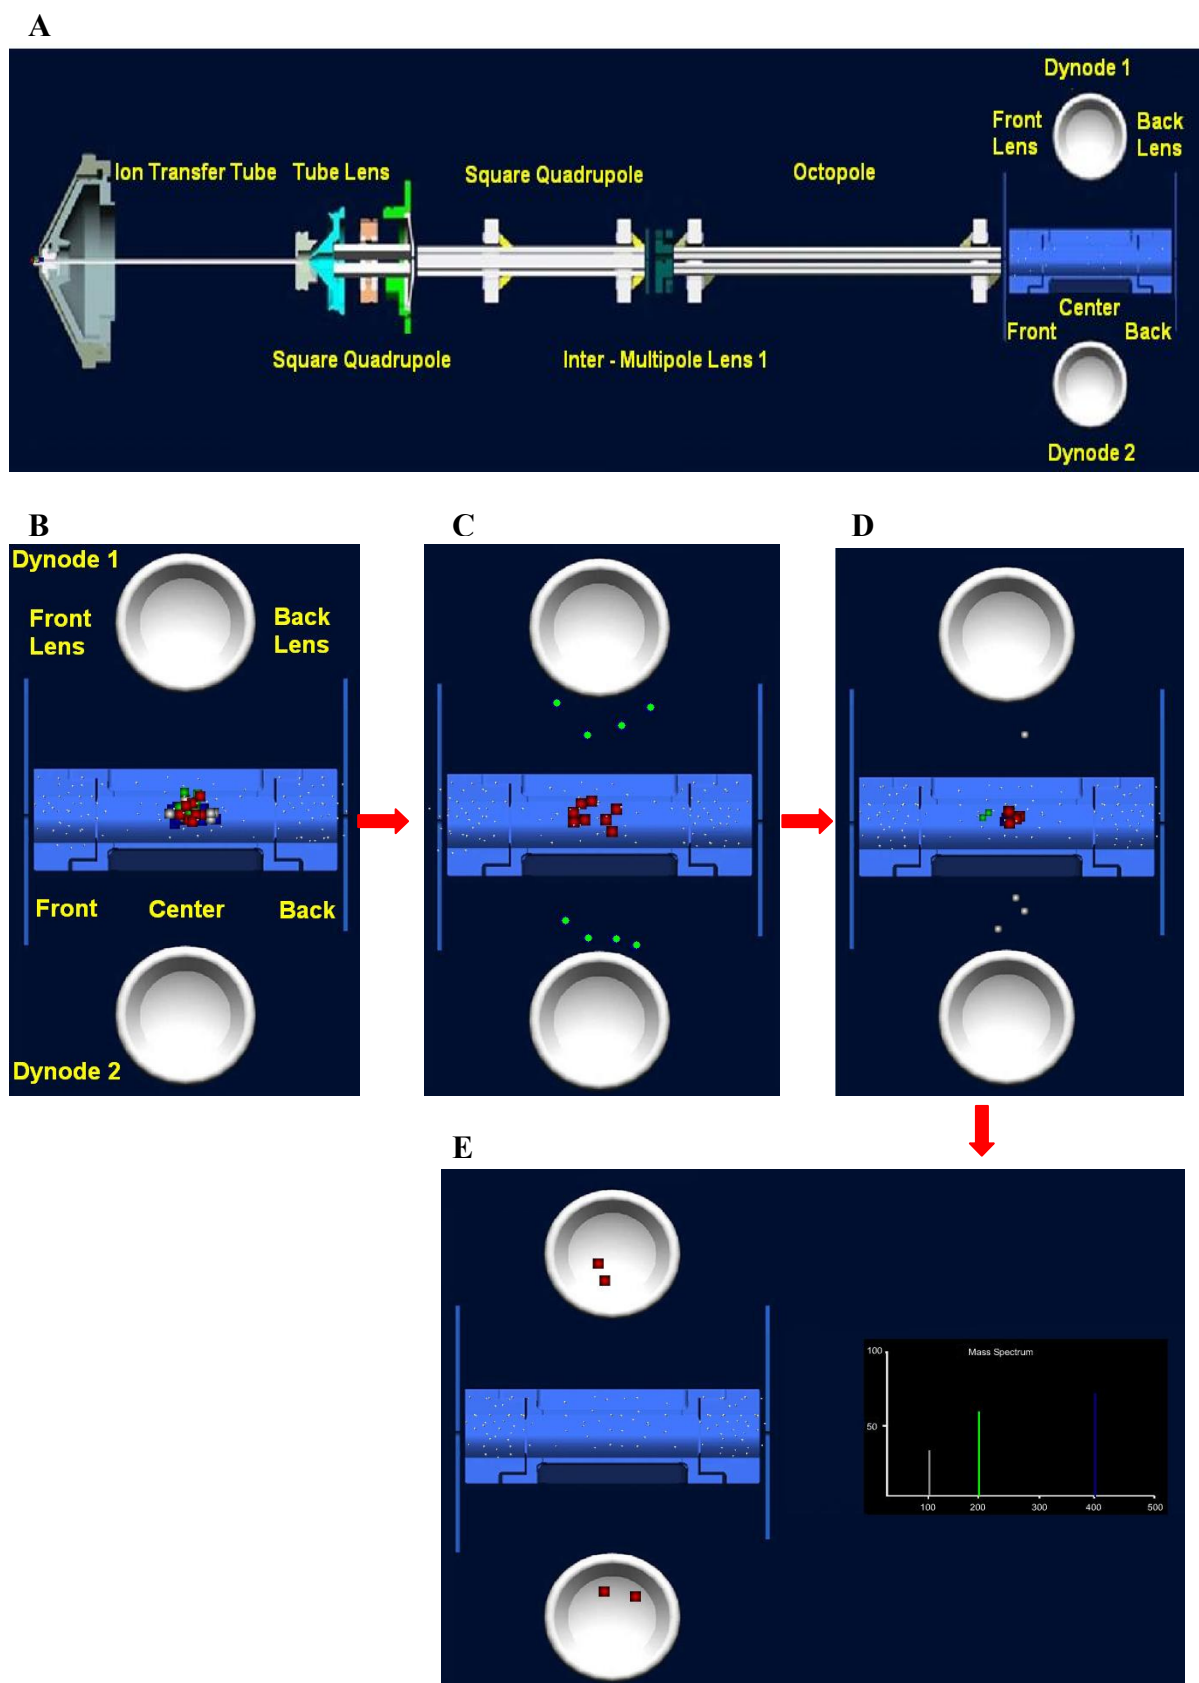 A
Dynode 1
Front
Lens
Back
Lens
Ion Transfer Tube
Tube Lens
Square Quadrupole
Octopole
Center
Front
Back
Square Quadrupole
Inter - Multipole Lens 1
Dynode 2
B
C
D
Dynode 1
Front
Lens
Back
Lens
Front
Center
Back
Dynode 2
E
Mass Spectrum
100
50
100
200
300
400
500